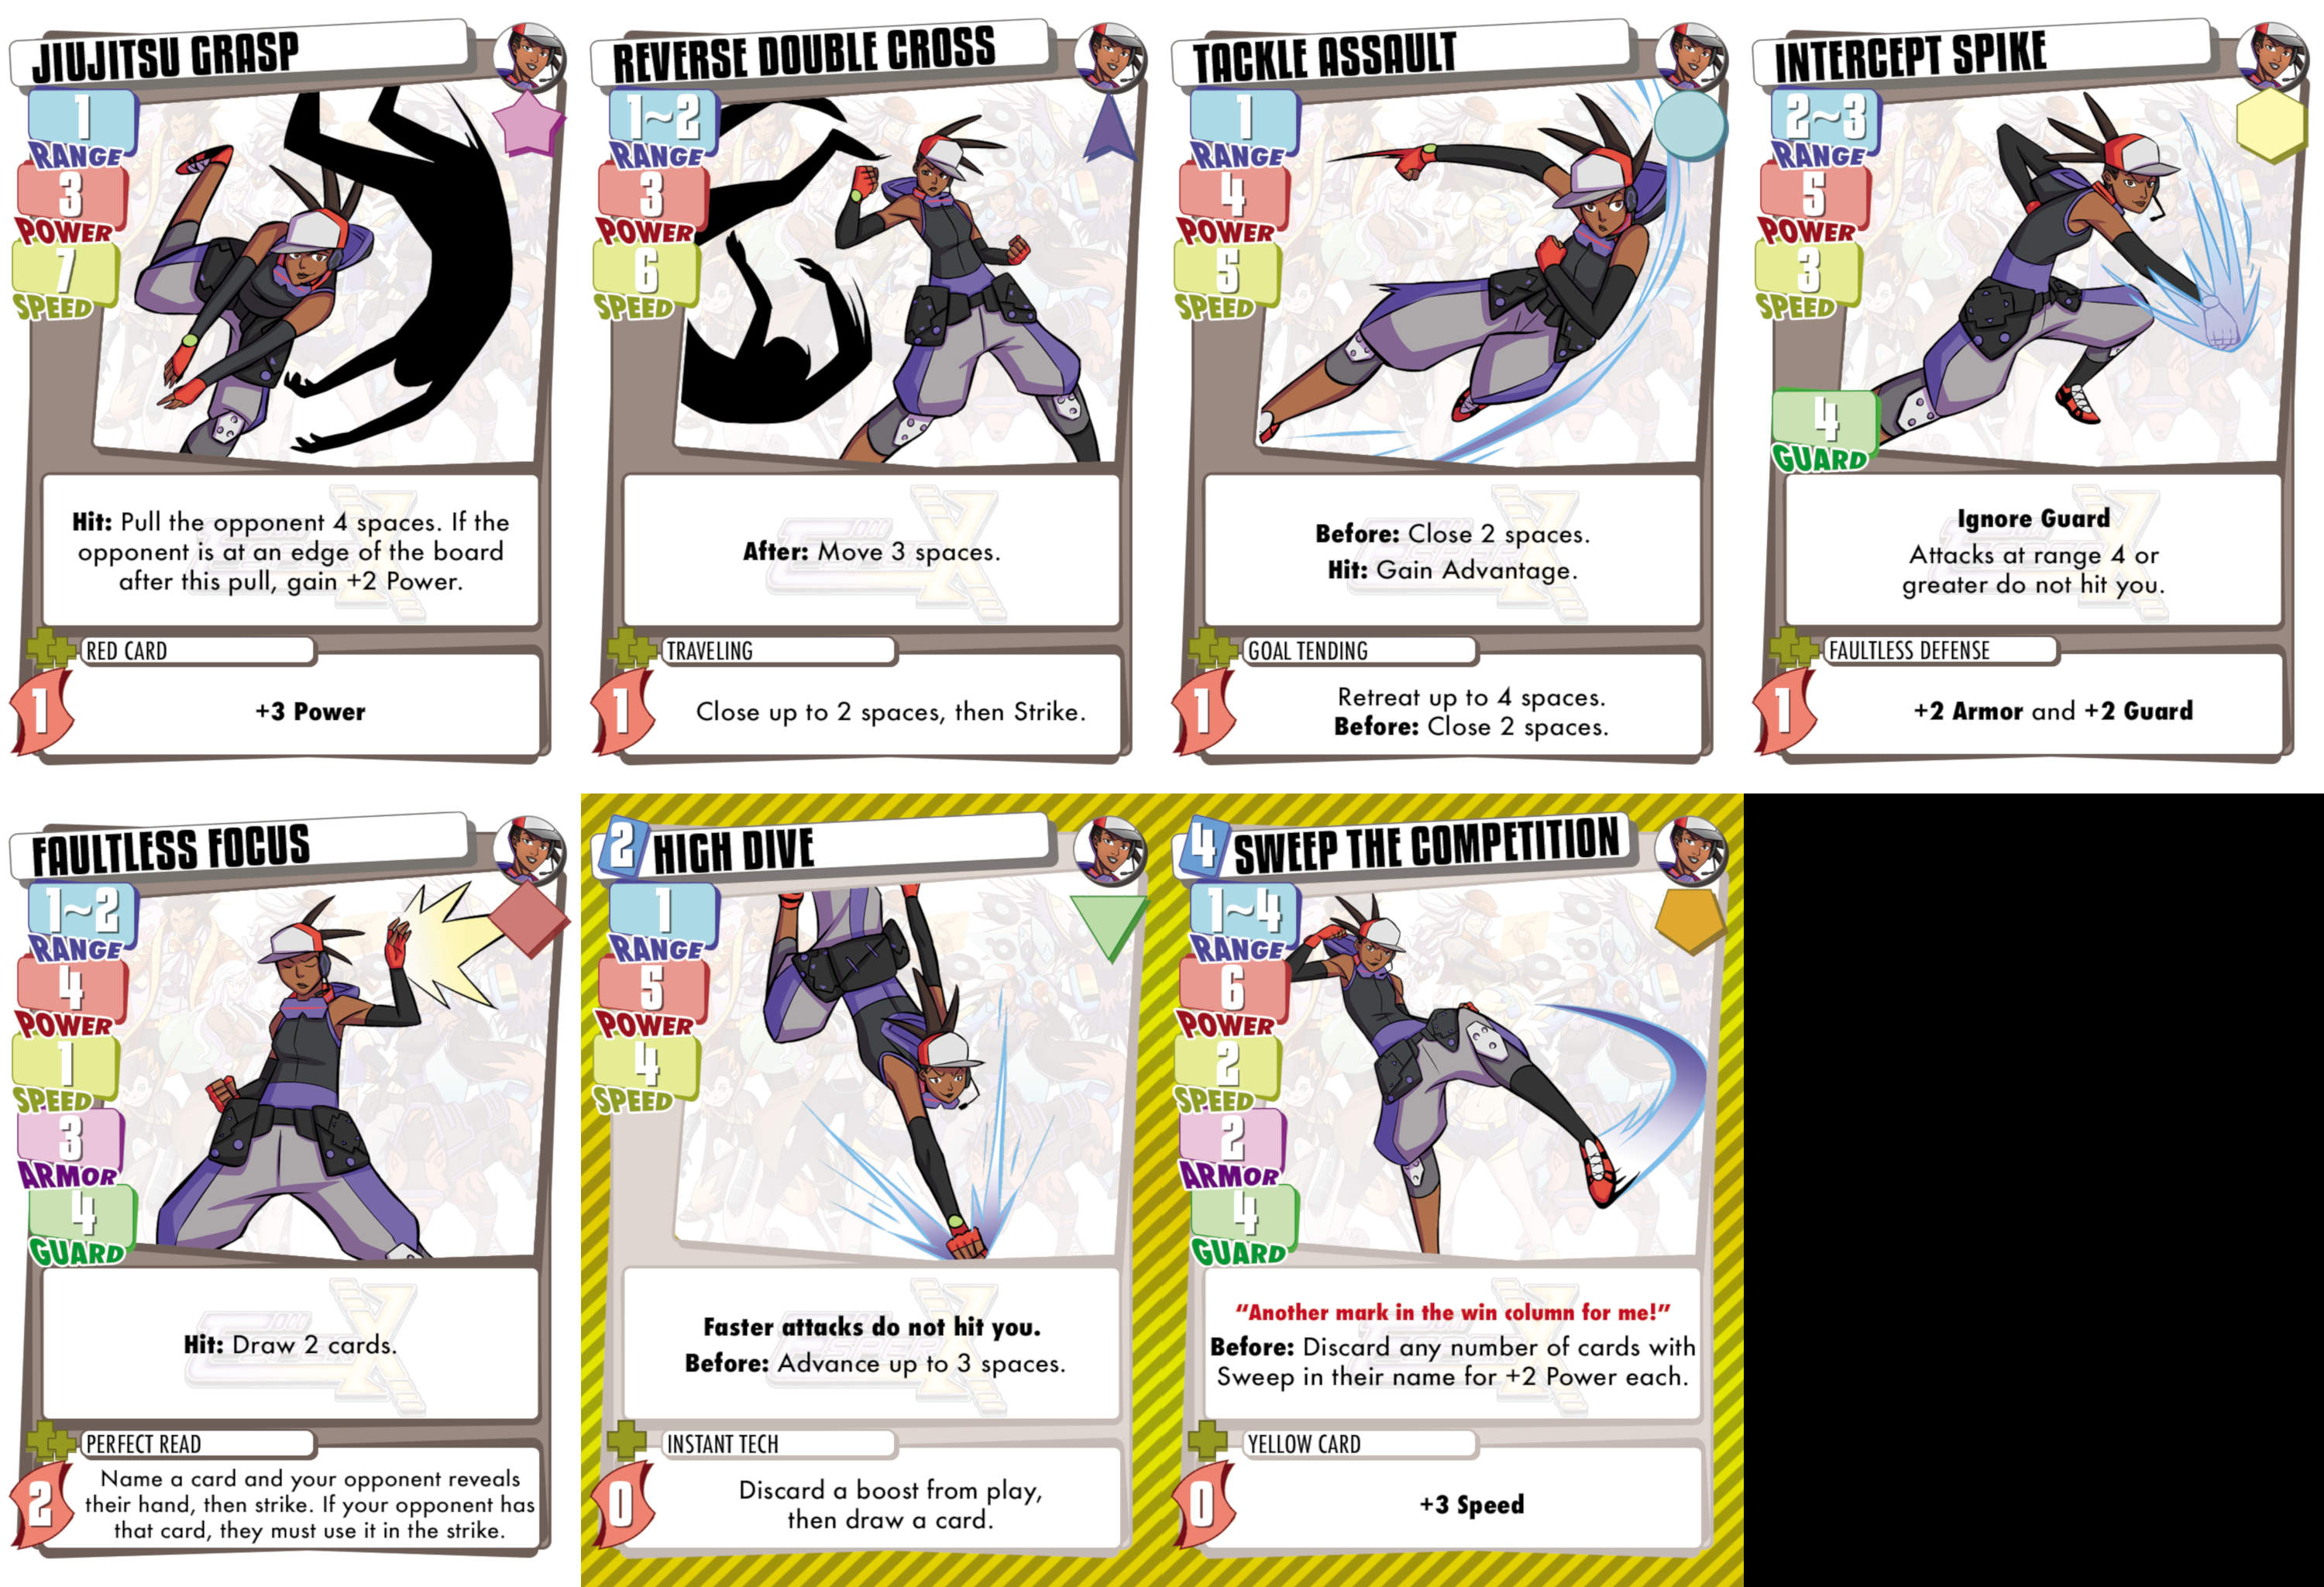 JIUJITSU GRASP
1
RANGE
3
POWER
7
SPEED
Hit: Pull the opponent 4 spaces. If the
opponent is at an edge of the board
after this pull, gain +2 Power.
RED CARD
1
+3 Power
REVERSE DOUBLE CROSS
1~2
RANGE
3
POWER
6
SPEED
After: Move 3 spaces.
TRAVELING
1
Close up to 2 spaces, then Strike.
TACKLE ASSAULT
1
RANGE
4
POWER
5
SPEED
Before: Close 2 spaces.
Hit: Gain Advantage.
GOAL TENDING
1
Retreat up to 4 spaces.
Before: Close 2 spaces.
INTERCEPT SPIKE
2~3
RANGE
5
POWER
3
SPEED
4
GUARD
Ignore Guard
Attacks at range 4 or
greater do not hit you.
FAULTLESS DEFENSE
1
+2 Armor and +2 Guard
FAULTLESS FOCUS
1~2
RANGE
4
POWER
1
SPEED
3
ARMOR
4
GUARD
Hit: Draw 2 cards.
PERFECT READ
2
Name a card and your opponent reveals
their hand, then strike. If your opponent has
that card, they must use it in the strike.
2 HIGH DIVE
1
RANGE
5
POWER
4
SPEED
Faster attacks do not hit you.
Before: Advance up to 3 spaces.
INSTANT TECH
0
Discard a boost from play,
then draw a card.
4 SWEEP THE COMPETITION
1~4
RANGE
6
POWER
2
SPEED
2
ARMOR
4
GUARD
"Another mark in the win column for me!"
Before: Discard any number of cards with
Sweep in their name for +2 Power each.
YELLOW CARD
0
+3 Speed